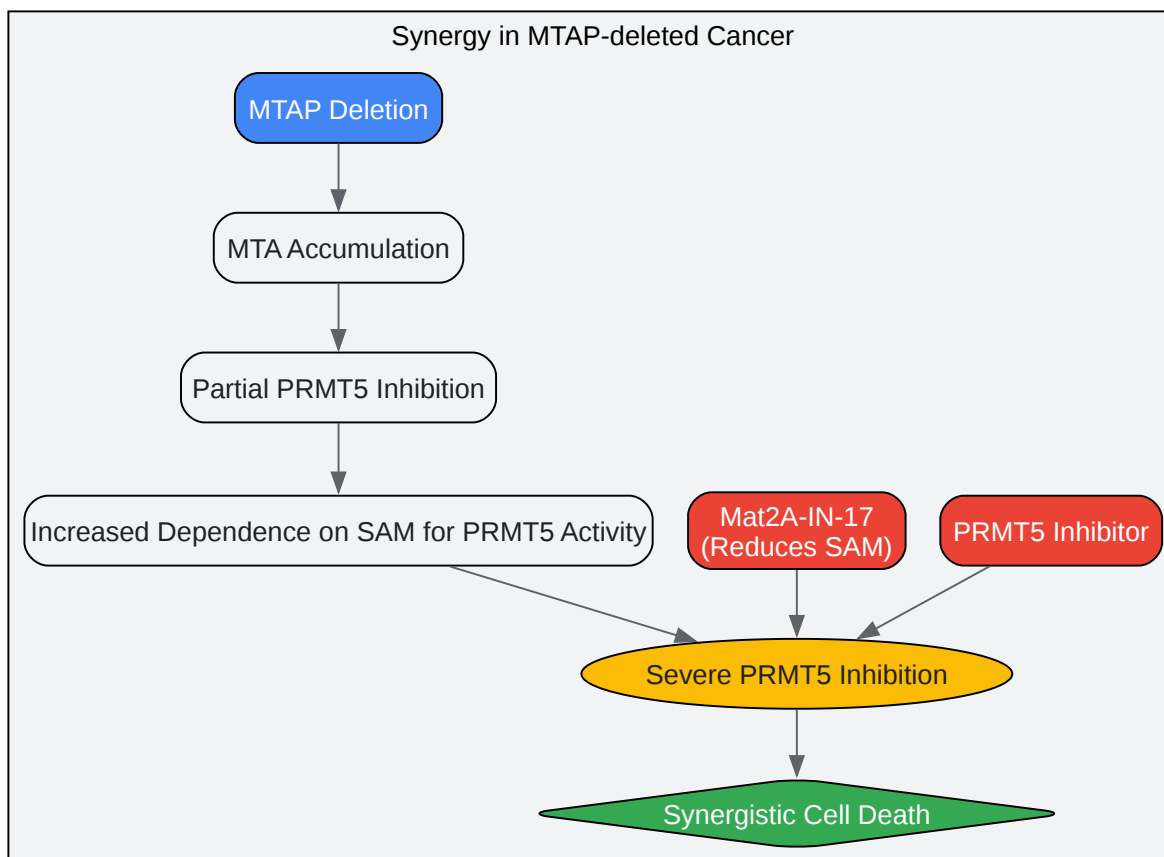 Synergy in MTAP-deleted Cancer
MTAP Deletion
MTA Accumulation
Partial PRMT5 Inhibition
Increased Dependence on SAM for PRMT5 Activity
Mat2A-IN-17
(Reduces SAM)
PRMT5 Inhibitor
Severe PRMT5 Inhibition
Synergistic Cell Death